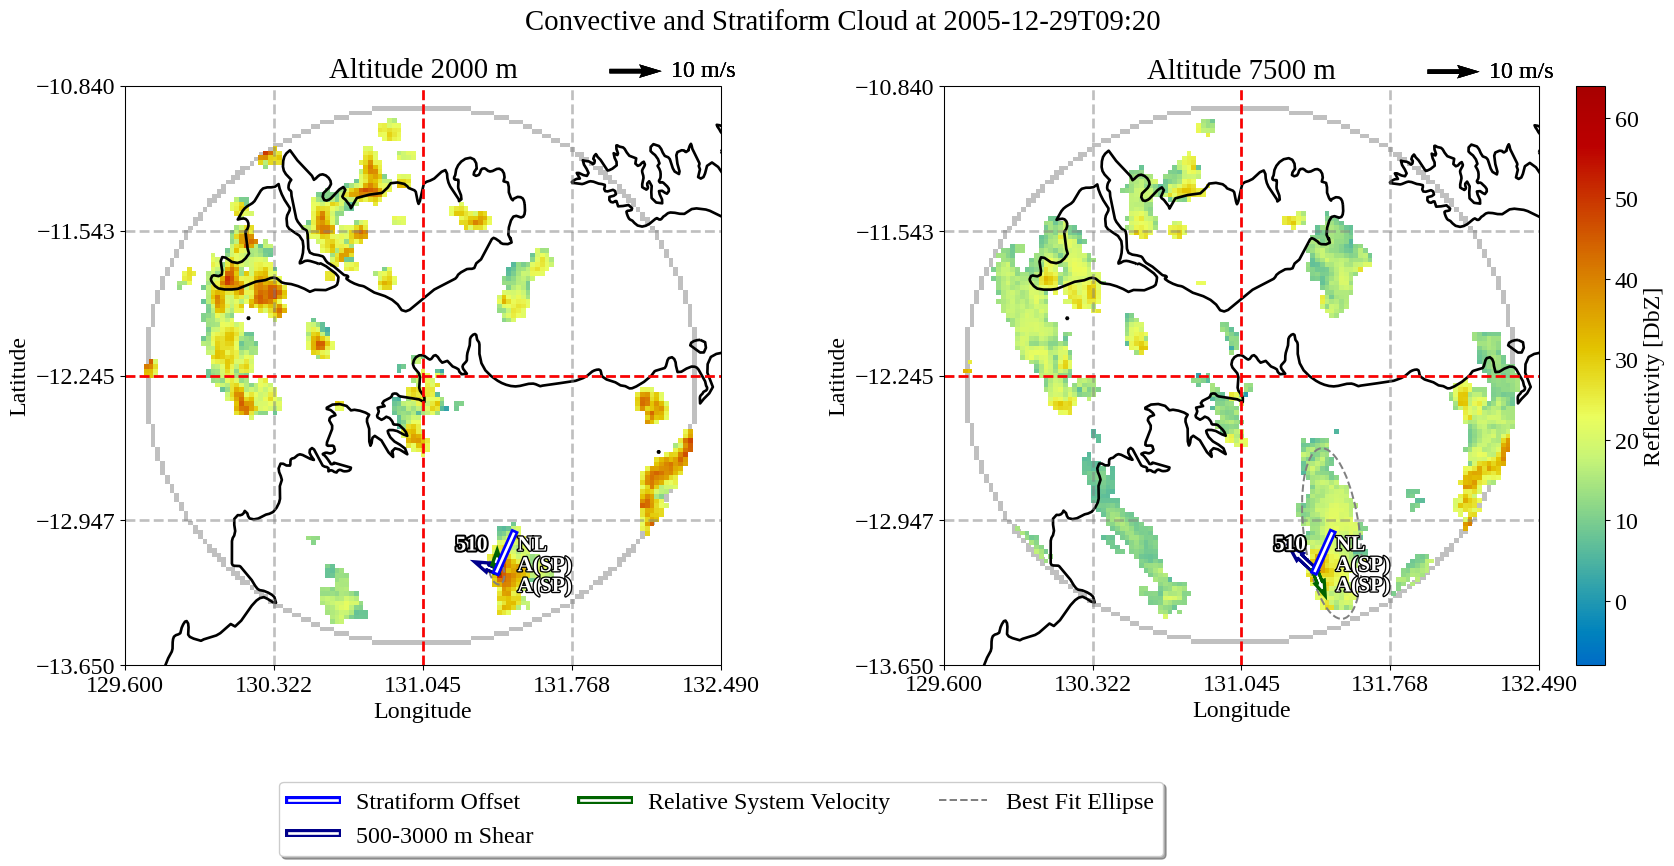 Convective and Stratiform Cloud at 2005-12-29T09:20
Altitude 2000 m
10 m/s
−10.840
−11.543
−12.245
−12.947
−13.650
Latitude
129.600
130.322
131.045
131.768
132.490
Longitude
510
NL
A(SP)
A(SP)
Altitude 7500 m
10 m/s
−10.840
−11.543
−12.245
−12.947
−13.650
Latitude
129.600
130.322
131.045
131.768
132.490
Longitude
510
NL
A(SP)
A(SP)
60
50
40
30
20
10
0
Reflectivity [DbZ]
Stratiform Offset
500-3000 m Shear
Relative System Velocity
Best Fit Ellipse